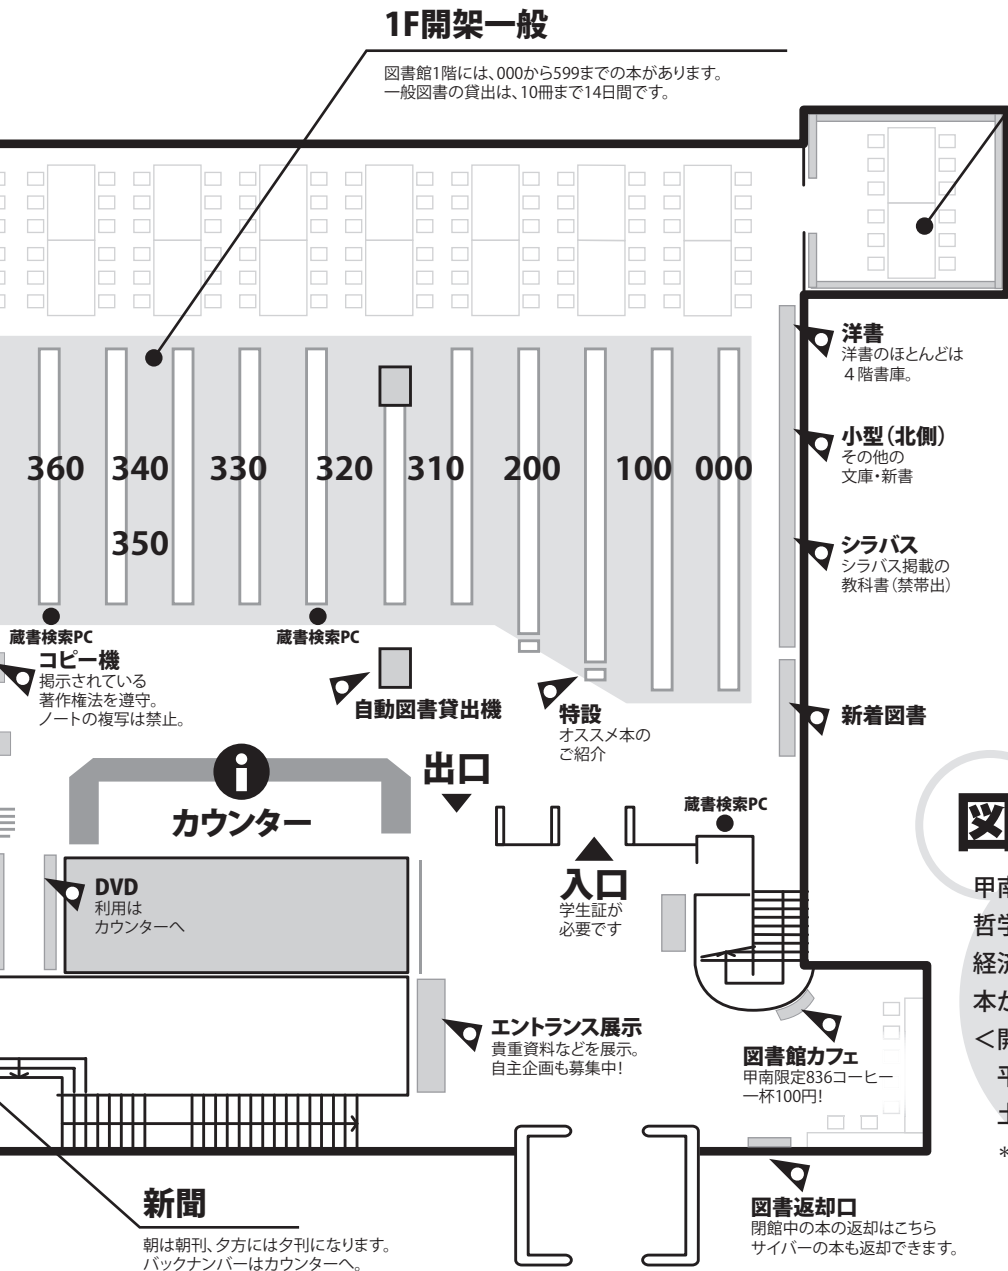 1F開架一般
図書館1階には、000から599までの本があります。
一般図書の貸出は、10冊まで14日間です。
洋書
洋書のほとんどは
4階書庫。
小型（北側）
その他の
文庫・新書
シラバス
シラバス掲載の
教科書（禁帯出）
360 340 330 320 310 200 100 000
350
蔵書検索PC
蔵書検索PC
コピー機
掲示されている
著作権法を遵守。
ノートの複写は禁止。
自動図書貸出機
特設
オススメ本の
ご紹介
新着図書
i
カウンター
出口
蔵書検索PC
入口
学生証が
必要です
DVD
利用は
カウンターへ
エントランス展示
貴重資料などを展示。
自主企画も募集中！
図書館カフェ
甲南限定836コーヒー
一杯100円！
図
甲南
哲学
経済
本が
＜開
平
土
＊
新聞
朝は朝刊、夕方には夕刊になります。
バックナンバーはカウンターへ。
図書返却口
閉館中の本の返却はこちら
サイバーの本も返却できます。